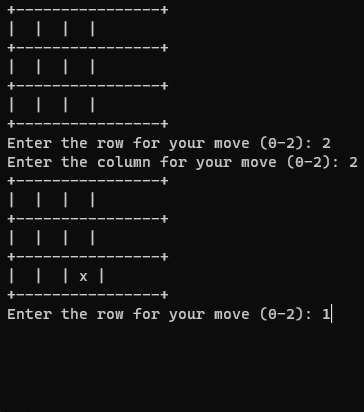 +----------------+
|  |  |  |
+----------------+
|  |  |  |
+----------------+
|  |  |  |
+----------------+
Enter the row for your move (0-2): 2
Enter the column for your move (0-2): 2
+----------------+
|  |  |  |
+----------------+
|  |  |  |
+----------------+
|  |  | x |
+----------------+
Enter the row for your move (0-2): 1